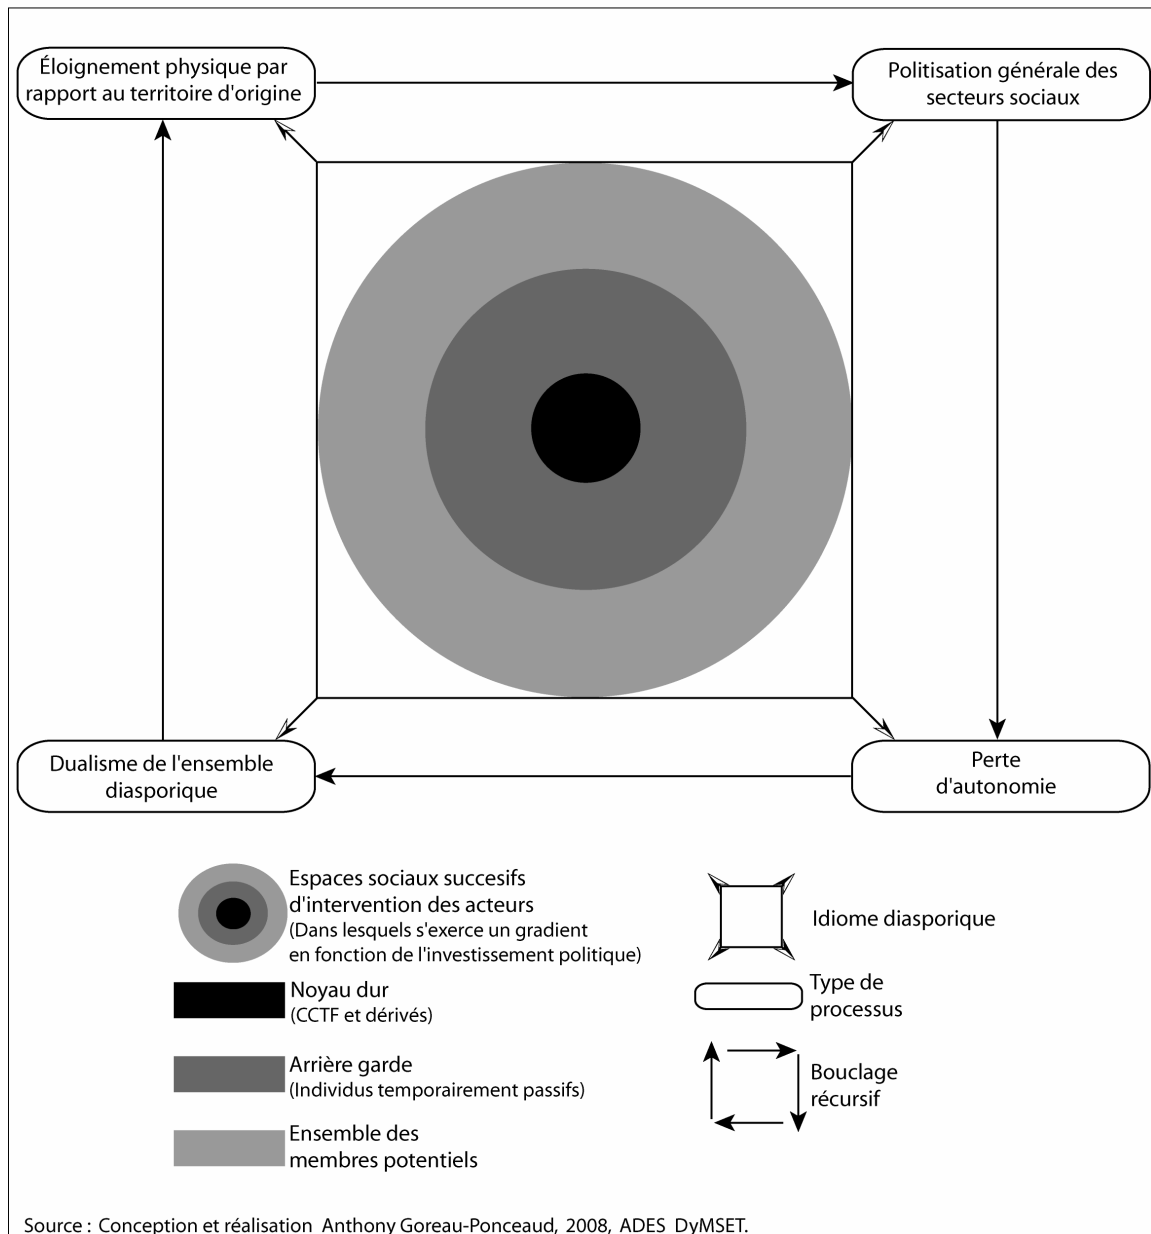 Éloignement physique par
rapport au territoire d'origine
Politisation générale des
secteurs sociaux
Dualisme de l'ensemble
diasporique
Perte
d'autonomie
Espaces sociaux succesifs
d'intervention des acteurs
(Dans lesquels s'exerce un gradient
en fonction de l'investissement politique)
Noyau dur
(CCTF et dérivés)
Arrière garde
(Individus temporairement passifs)
Ensemble des
membres potentiels
Idiome diasporique
Type de
processus
Bouclage
récursif
Source : Conception et réalisation Anthony Goreau-Ponceaud, 2008, ADES DyMSET.